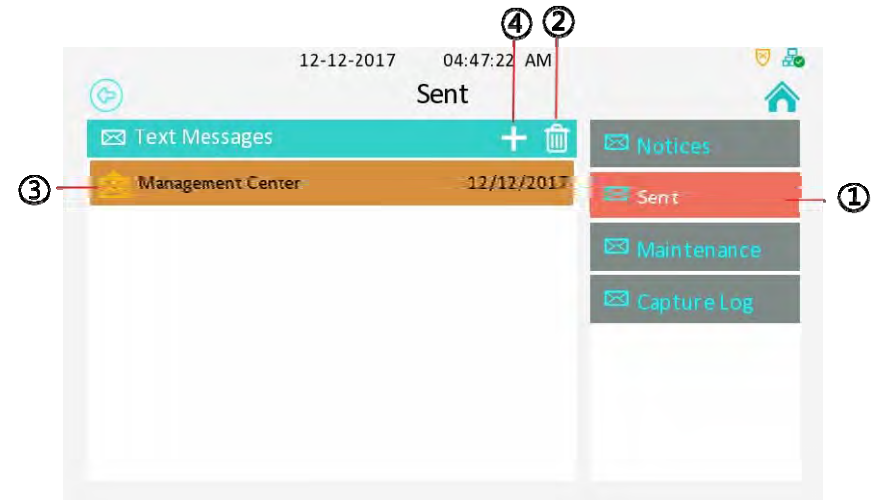 ④ ②
12-12-2017 04:47:22 AM
Sent
Text Messages
Notices
③ Management Center 12/12/2017
Sent ①
Maintenance
Capture Log